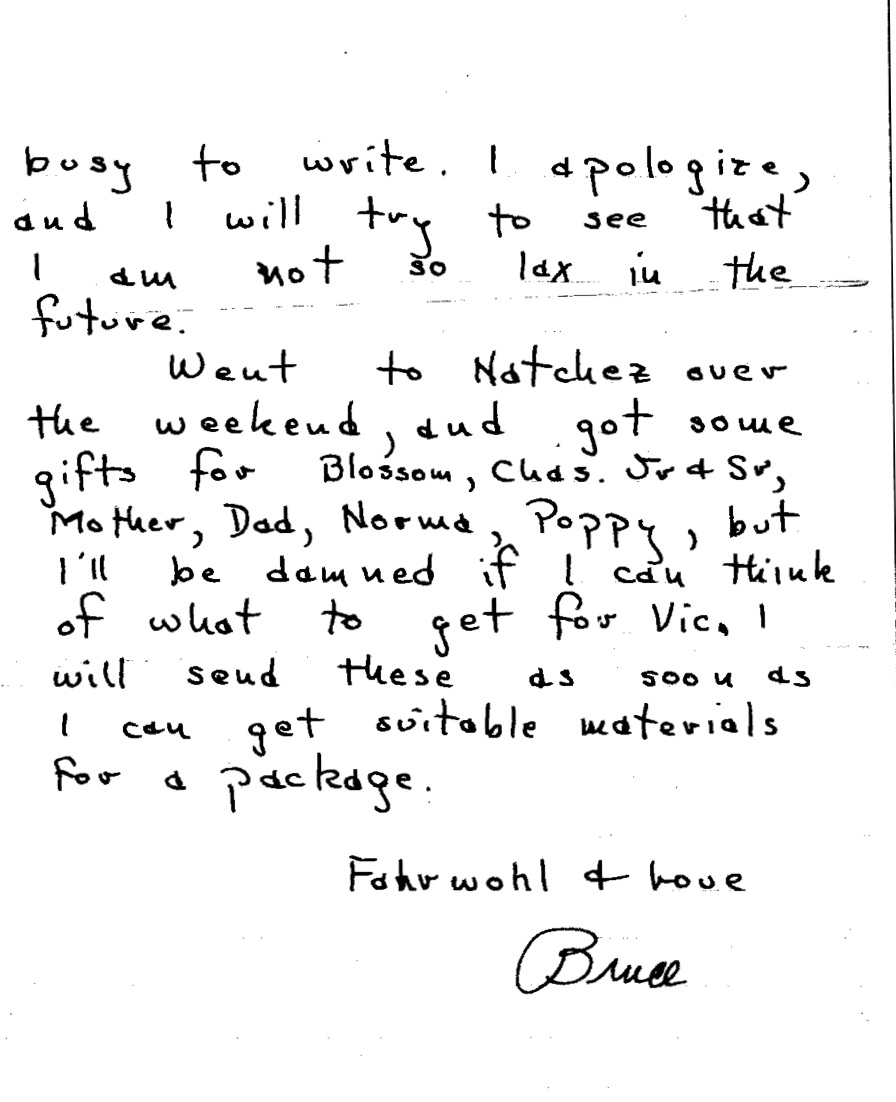 busy to write. I apologize,
and I will try to see that
I am not so lax in the
future.
Went to Natchez over
the weekend, and got some
gifts for Blossom, Chas. Jr & Sr,
Mother, Dad, Norma, Poppy, but
I'll be damned if I can think
of what to get for Vic. I
will send these as soon as
I can get suitable materials
for a package.
Fahrwohl & Love
Bruce